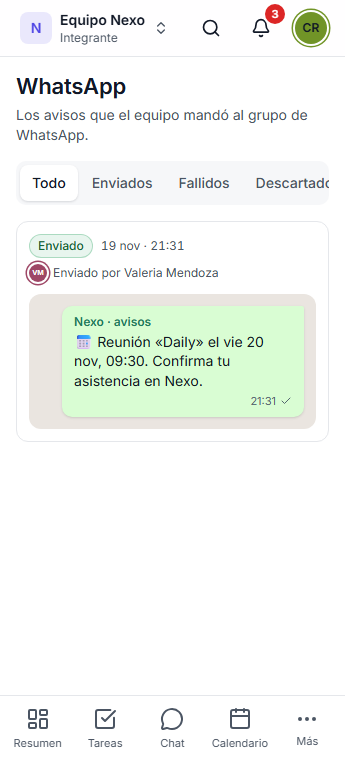 N
Equipo Nexo
Integrante
3
CR
WhatsApp
Los avisos que el equipo mandó al grupo de
WhatsApp.
Todo Enviados Fallidos Descartado
Enviado 19 nov · 21:31
VM Enviado por Valeria Mendoza
Nexo · avisos
Reunión «Daily» el vie 20
nov, 09:30. Confirma tu
asistencia en Nexo.
21:31
Resumen Tareas Chat Calendario Más